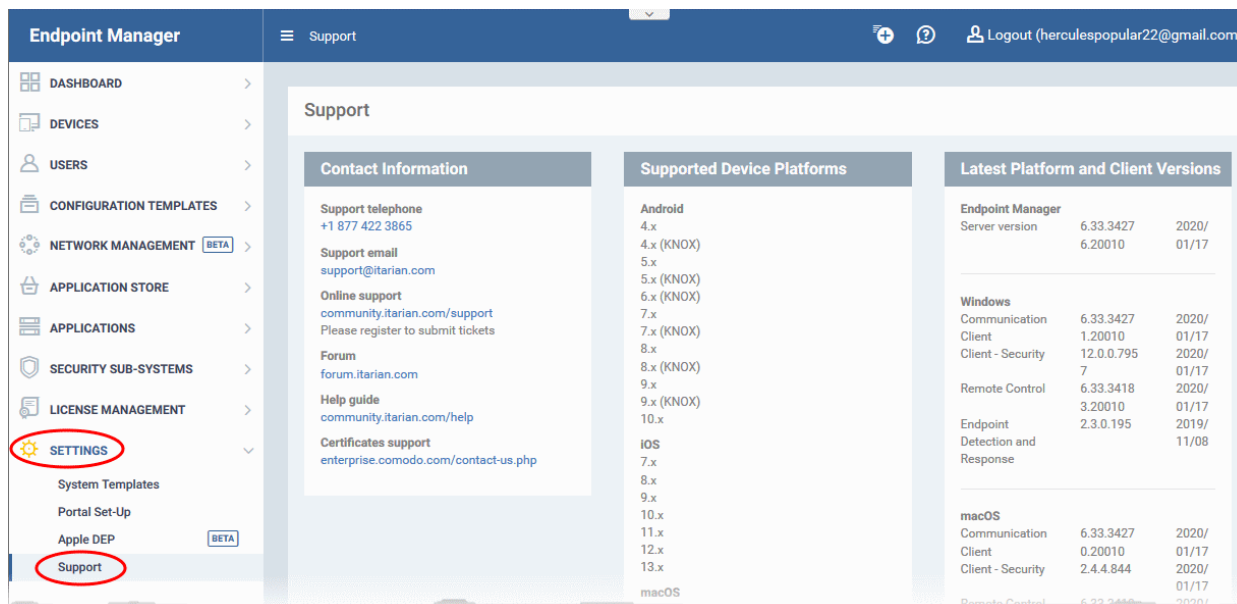 Endpoint Manager
Support
Logout (herculespopular22@gmail.com
DASHBOARD
DEVICES
USERS
CONFIGURATION TEMPLATES
NETWORK MANAGEMENT BETA
APPLICATION STORE
APPLICATIONS
SECURITY SUB-SYSTEMS
LICENSE MANAGEMENT
SETTINGS
System Templates
Portal Set-Up
Apple DEP BETA
Support
Support
Contact Information
Support telephone
+1 877 422 3865
Support email
support@itarian.com
Online support
community.itarian.com/support
Please register to submit tickets
Forum
forum.itarian.com
Help guide
community.itarian.com/help
Certificates support
enterprise.comodo.com/contact-us.php
Supported Device Platforms
Android
4.x
4.x (KNOX)
5.x
5.x (KNOX)
6.x (KNOX)
7.x
7.x (KNOX)
8.x
8.x (KNOX)
9.x
9.x (KNOX)
10.x
iOS
7.x
8.x
9.x
10.x
11.x
12.x
13.x
macOS
Latest Platform and Client Versions
Endpoint Manager
Server version 6.33.3427 2020/
6.20010 01/17
Windows
Communication 6.33.3427 2020/
Client 1.20010 01/17
Client - Security 12.0.0.795 2020/
7 01/17
Remote Control 6.33.3418 2020/
3.20010 01/17
Endpoint 2.3.0.195 2019/
Detection and 11/08
Response
macOS
Communication 6.33.3427 2020/
Client 0.20010 01/17
Client - Security 2.4.4.844 2020/
01/17
Remote Control 2020/